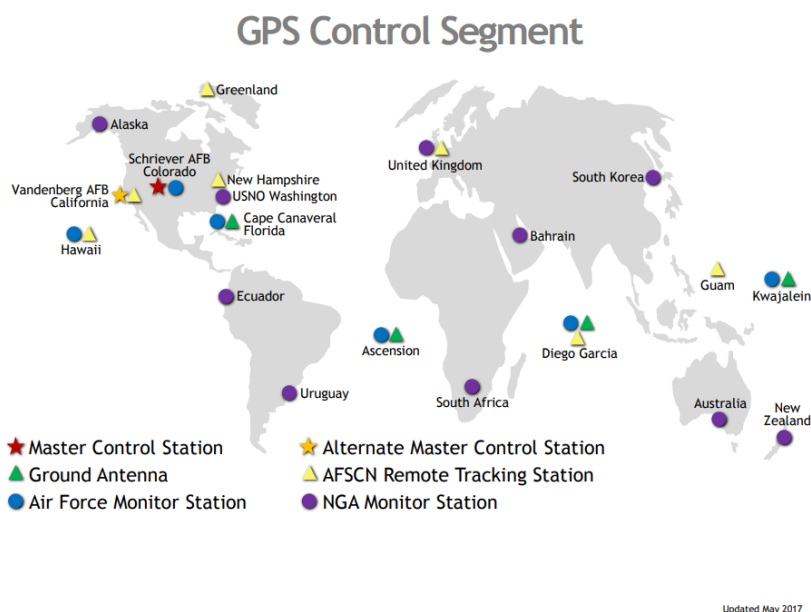 GPS Control Segment
Greenland
Alaska
Schriever AFB
Colorado
Vandenberg AFB
California
New Hampshire
USNO Washington
Cape Canaveral
Florida
Hawaii
United Kingdom
South Korea
Bahrain
Guam
Kwajalein
Ecuador
Ascension
Diego Garcia
Uruguay
South Africa
Australia
New
Zealand
Master Control Station
Alternate Master Control Station
Ground Antenna
AFSCN Remote Tracking Station
Air Force Monitor Station
NGA Monitor Station
Updated May 2017